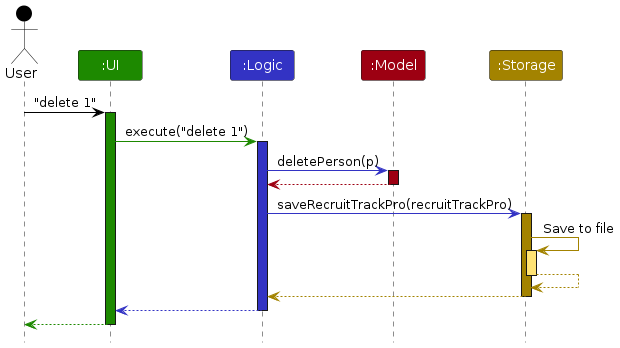 User
:UI
:Logic
:Model
:Storage
"delete 1"
execute("delete 1")
deletePerson(p)
saveRecruitTrackPro(recruitTrackPro)
Save to file